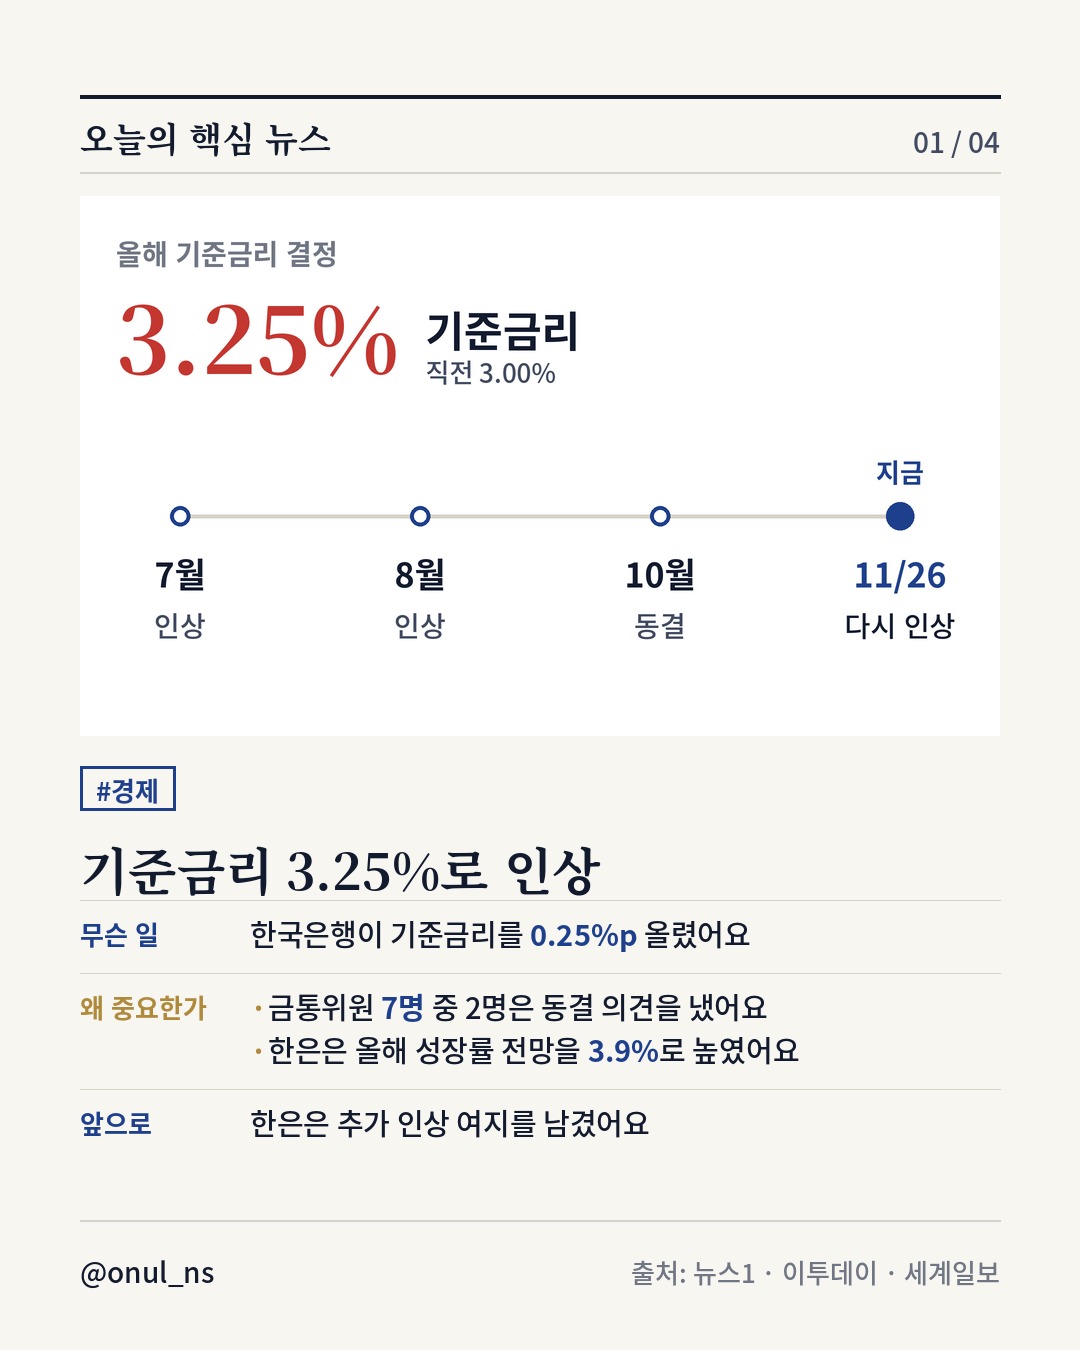 오늘의 핵심 뉴스
01 / 04
올해 기준금리 결정
3.25% 기준금리
직전 3.00%
지금
7월 8월 10월 11/26
인상 인상 동결 다시 인상
#경제
기준금리 3.25%로 인상
무슨 일 한국은행이 기준금리를 0.25%p 올렸어요
왜 중요한가 · 금통위원 7명 중 2명은 동결 의견을 냈어요
· 한은은 올해 성장률 전망을 3.9%로 높였어요
앞으로 한은은 추가 인상 여지를 남겼어요
@onul_ns
출처: 뉴스1 · 이투데이 · 세계일보